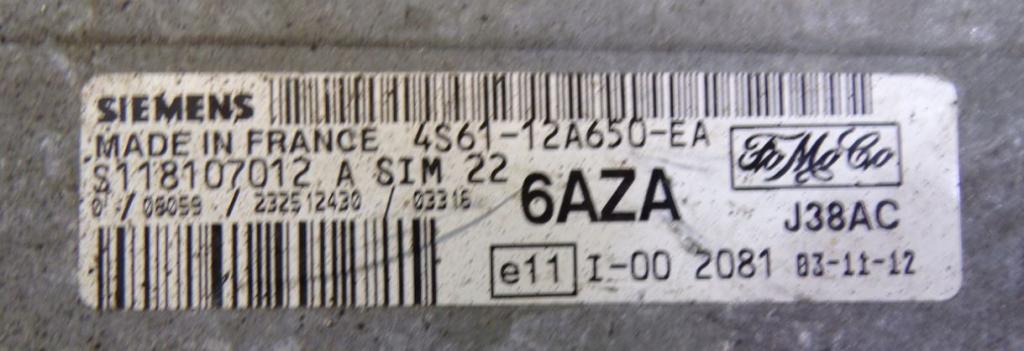 SIEMENS
MADE IN FRANCE 4S61-12A650-EA
FoMoCo
S118107012 A SIM 22
0 / 08059 / 232512430 / 03316
6AZA
J38AC
e11 I-00 2081 03-11-12